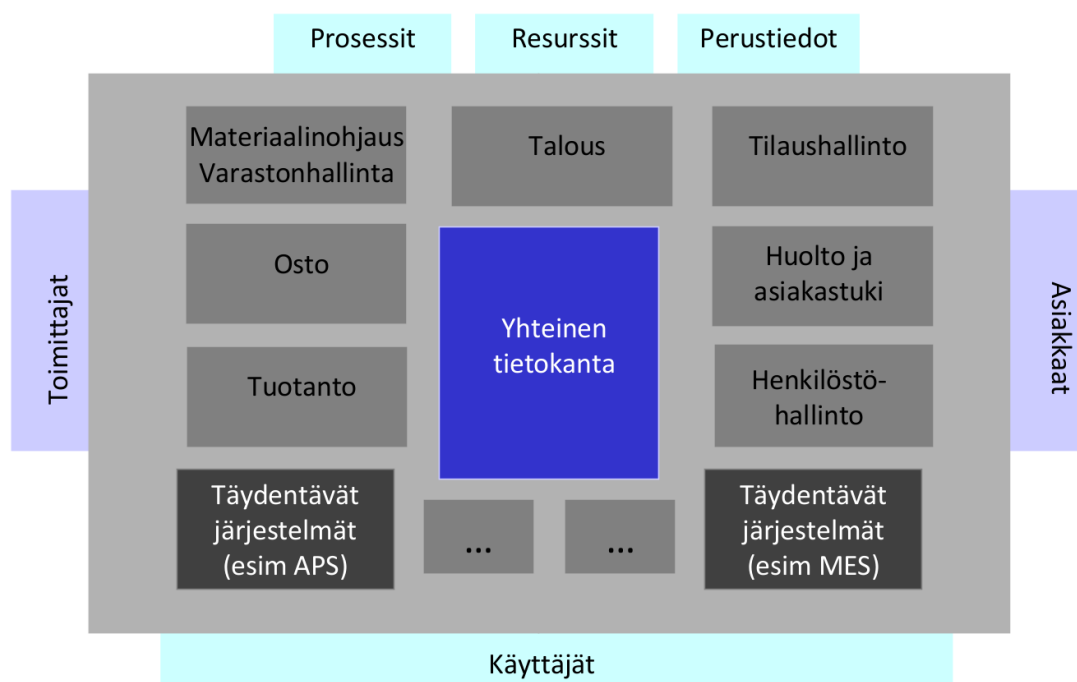 Prosessit
Resurssit
Perustiedot
Materiaalinohjaus
Varastonhallinta
Talous
Tilaushallinto
Toimittajat
Osto
Yhteinen
tietokanta
Huolto ja
asiakastuki
Asiakkaat
Tuotanto
Henkilöstö-
hallinto
Täydentävät
järjestelmät
(esim APS)
...
...
Täydentävät
järjestelmät
(esim MES)
Käyttäjät